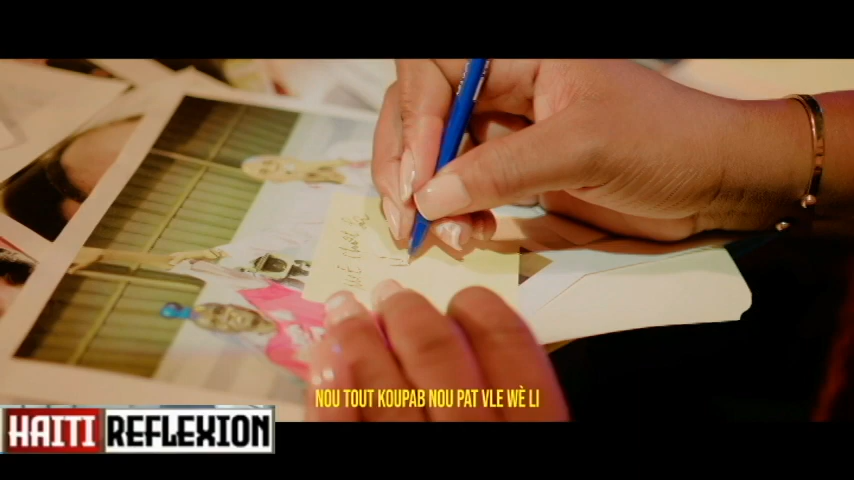 NOU TOUT KOUPAB NOU PAT VLE WÈ LI
HAITI REFLEXION